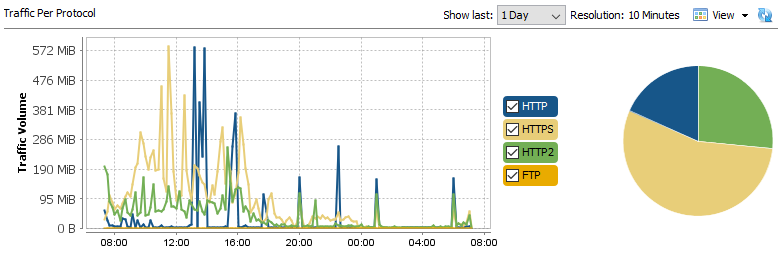 Traffic Per Protocol
Show last: 1 Day Resolution: 10 Minutes View
Traffic Volume
572 MiB
476 MiB
381 MiB
286 MiB
190 MiB
95 MiB
0 B
08:00 12:00 16:00 20:00 00:00 04:00 08:00
HTTP
HTTPS
HTTP2
FTP